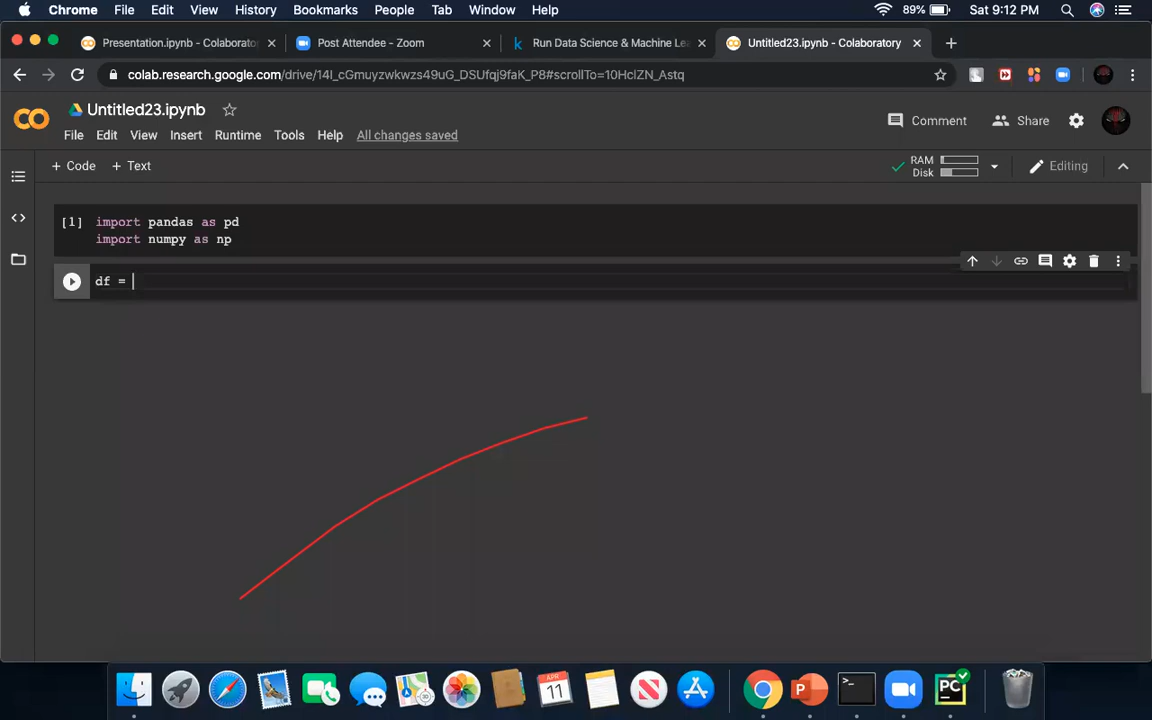 Chrome File Edit View History Bookmarks People Tab Window Help 89% Sat 9:12 PM
Presentation.ipynb - Colaborato Post Attendee - Zoom Run Data Science & Machine Le Untitled23.ipynb - Colaboratory
colab.research.google.com/drive/14l_cGmuyzwkwzs49uG_DSUfqj9faK_P8#scrollTo=10HclZN_Astq
Untitled23.ipynb
File Edit View Insert Runtime Tools Help All changes saved
Comment Share
+ Code + Text
RAM
Disk
Editing
[1] import pandas as pd
import numpy as np
df =
APR
11
P
>_
PC